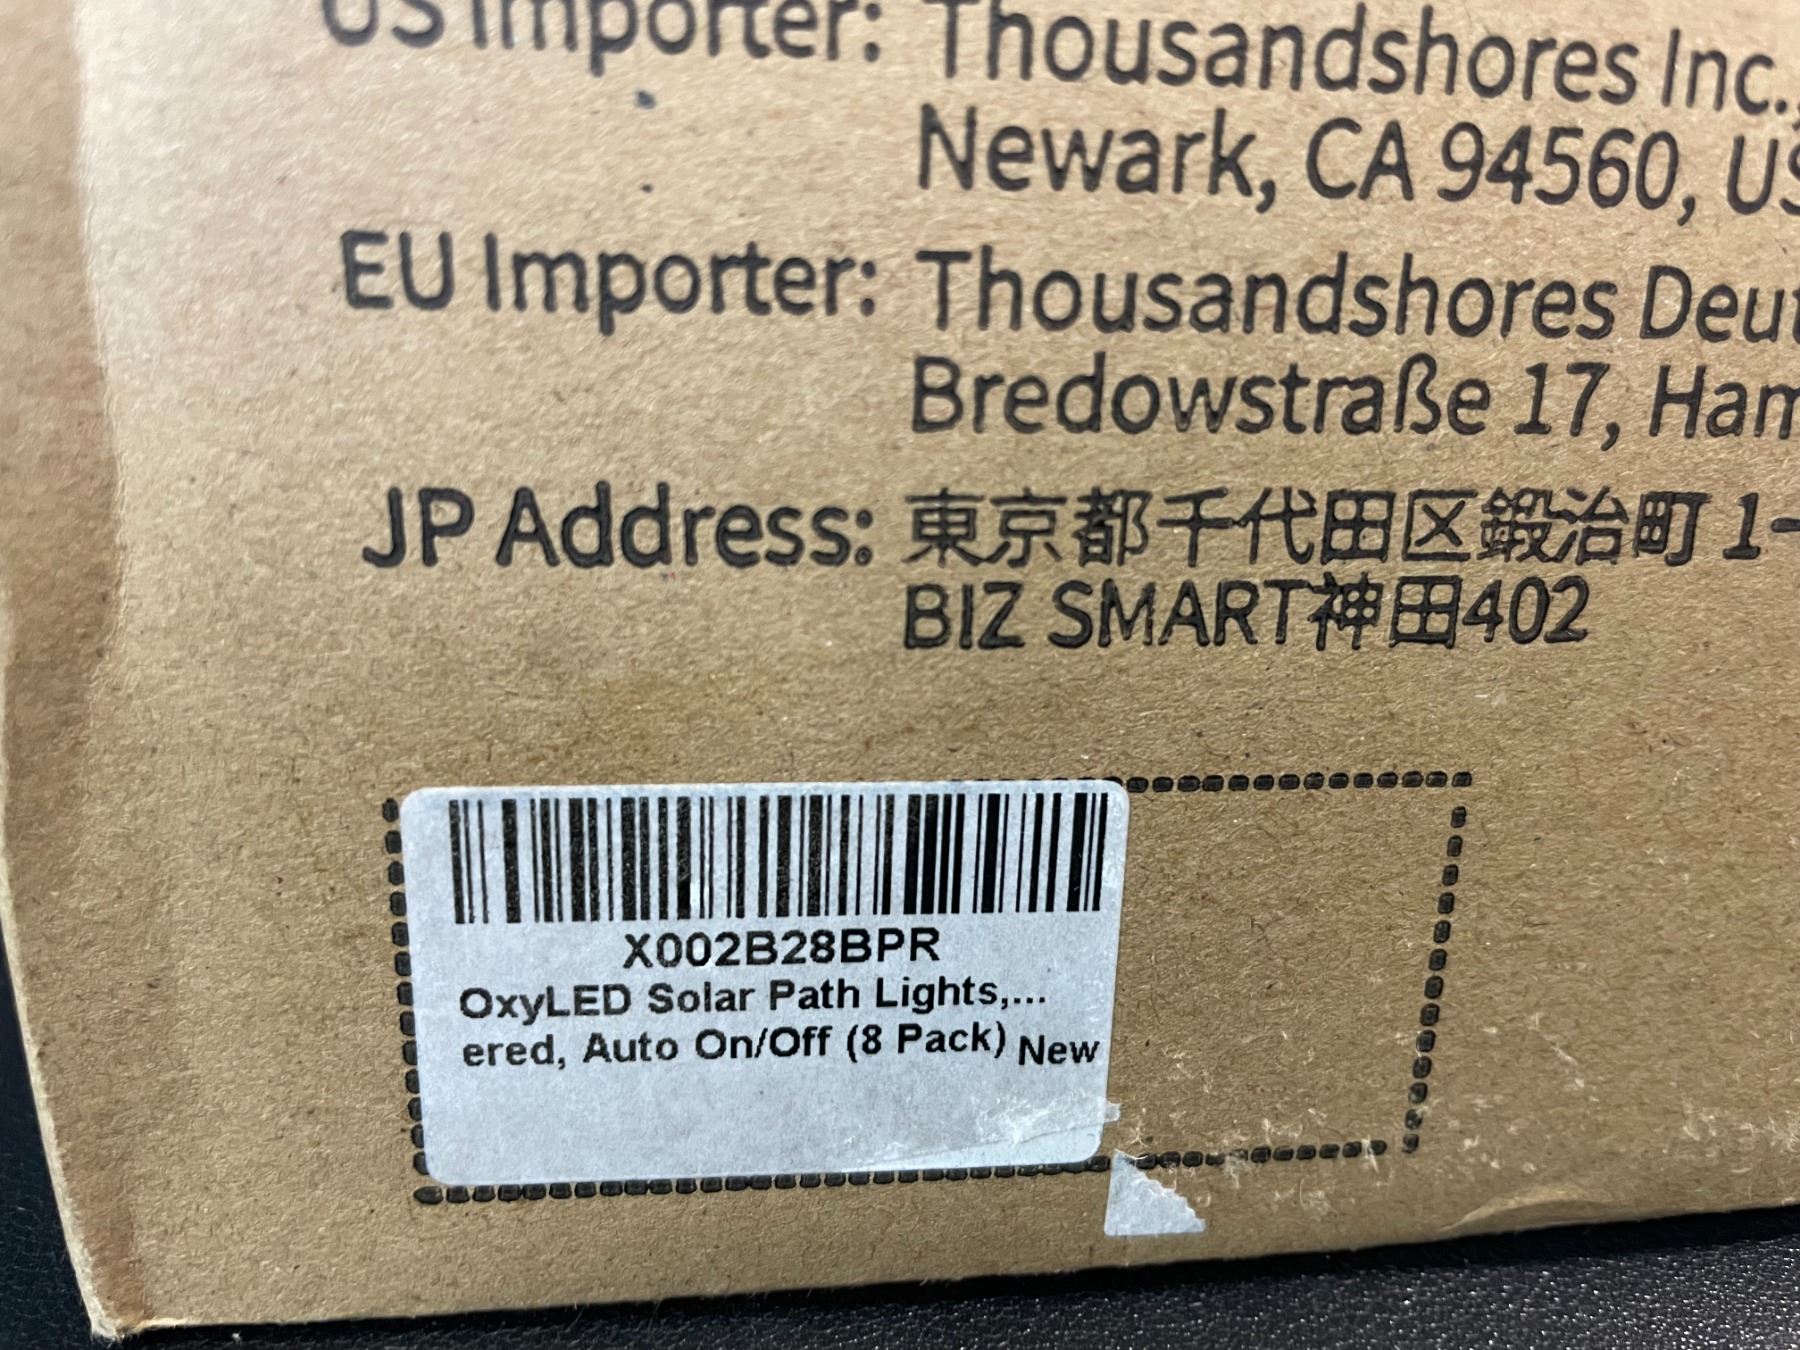 US Importer: Thousandshores Inc.,
Newark, CA 94560, US
EU Importer: Thousandshores Deut
Bredowstraße 17, Ham
JP Address: 東京都千代田区鍛冶町 1-
BIZ SMART神田402
X002B28BPR
OxyLED Solar Path Lights,...
ered, Auto On/Off (8 Pack) New